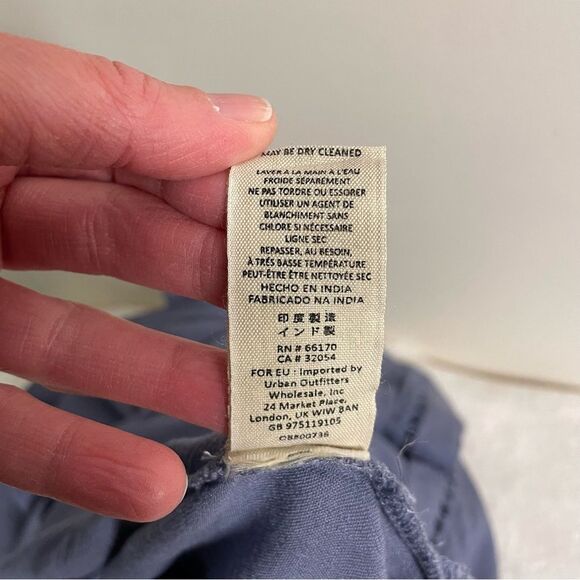 MAY BE DRY CLEANED
LAVER A LA MAIN A L'EAU
FROIDE SÉPARÉMENT
NE PAS TORDRE OU ESSORER
UTILISER UN AGENT DE
BLANCHIMENT SANS
CHLORE SI NÉCESSAIRE
LIGNE SEC
REPASSER, AU BESOIN,
À TRÉS BASSE TEMPÉRATURE
PEUT-ÊTRE ÊTRE NETTOYÉE SEC
HECHO EN INDIA
FABRICADO NA INDIA
印度製造
インド製
RN # 66170
CA # 32054
FOR EU : Imported by
Urban Outfitters
Wholesale, Inc
24 Market Place,
London, UK WIW 8AN
GB 975119105